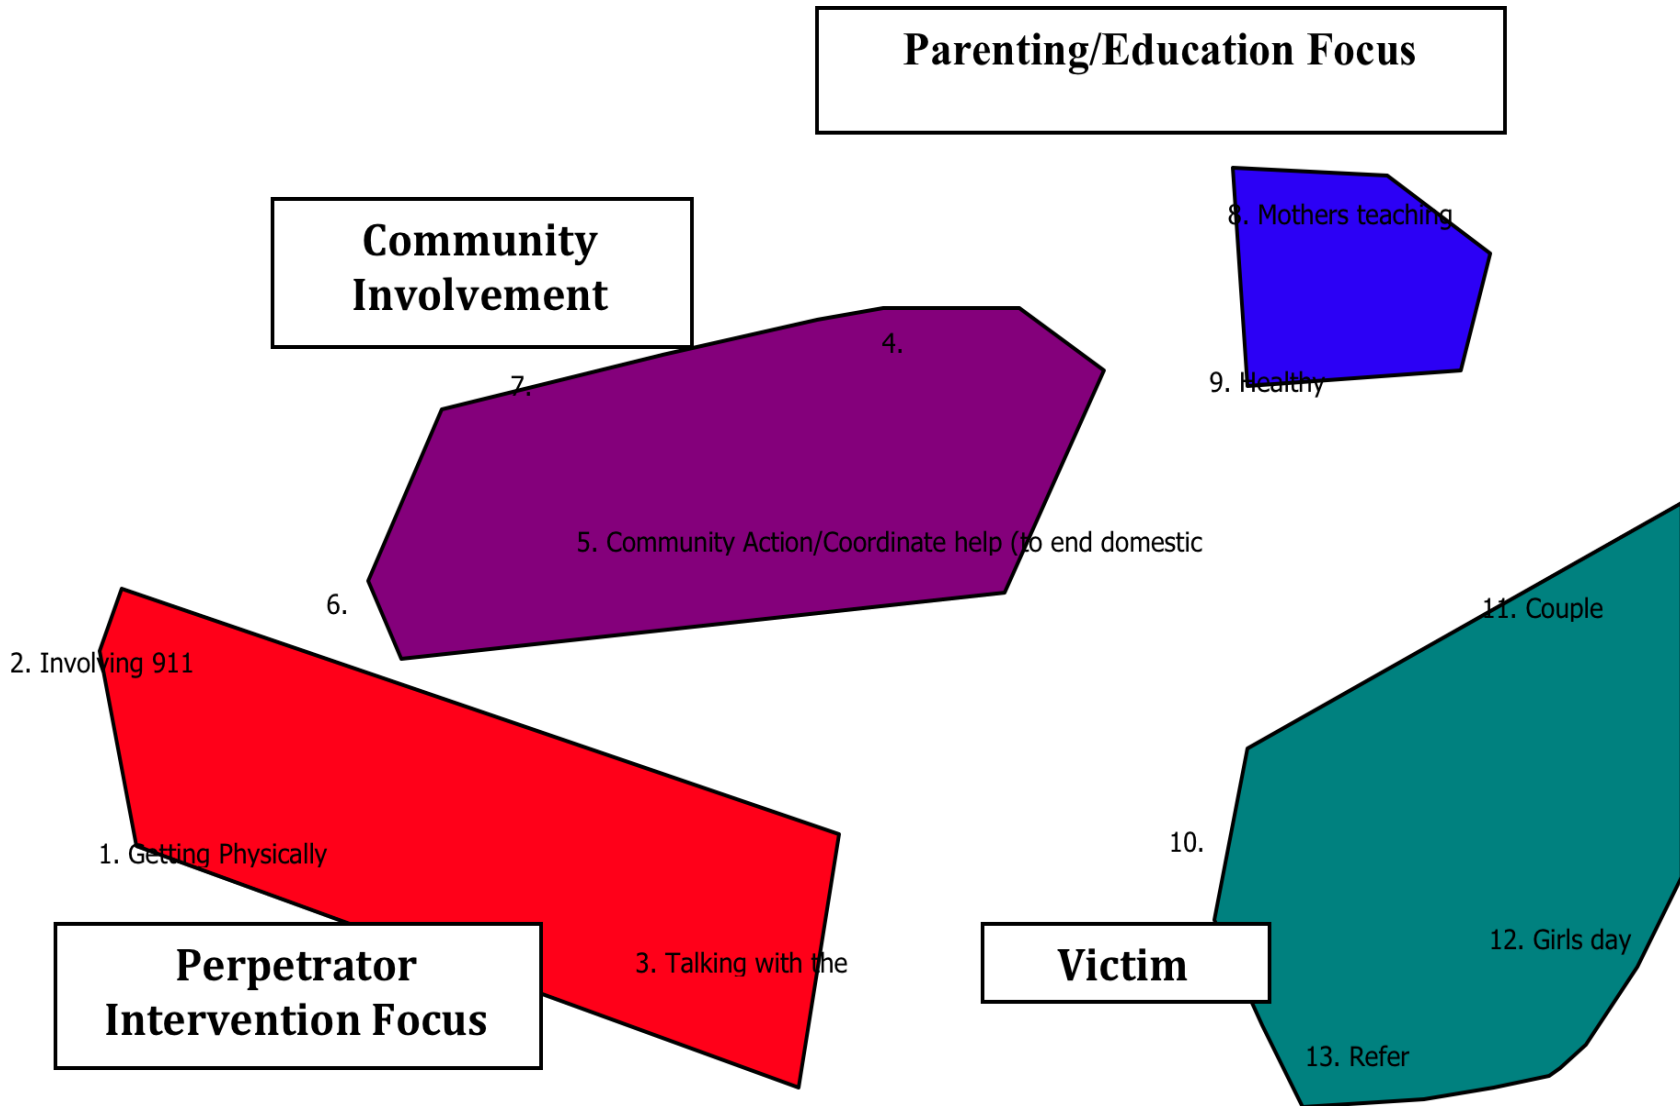 Parenting/Education Focus
8. Mothers teaching
Community
Involvement
4.
7.
9. Healthy
5. Community Action/Coordinate help (to end domestic
6.
11. Couple
2. Involving 911
10.
1. Getting Physically
12. Girls day
Perpetrator
Intervention Focus
3. Talking with the
Victim
13. Refer